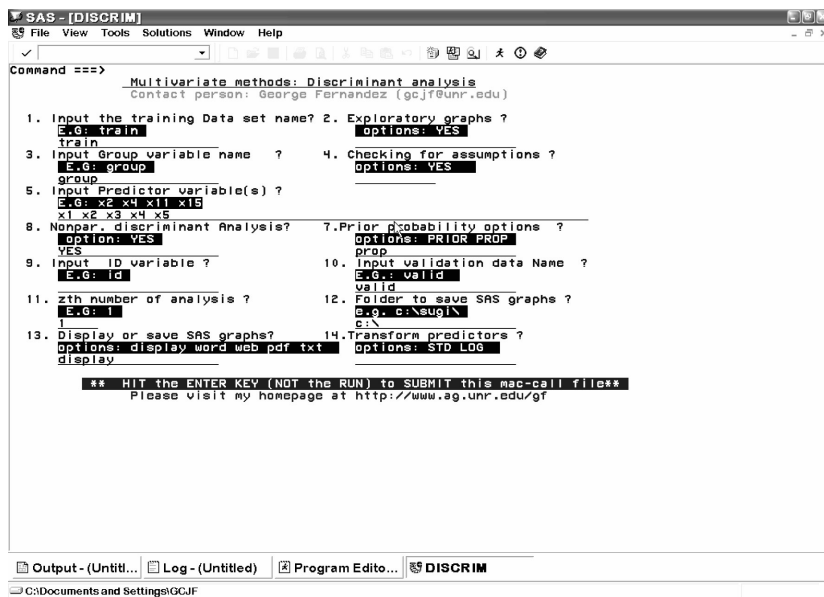 SAS - [DISCRIM]
File View Tools Solutions Window Help
Command ===>
Multivariate methods: Discriminant analysis
Contact person: George Fernandez (gcjf@unr.edu)
1. Input the training Data set name? 2. Exploratory graphs ?
E.G: train options: YES
train
3. Input Group variable name ? 4. Checking for assumptions ?
E.G: group options: YES
group
5. Input Predictor variable(s) ?
E.G: x2 x4 x11 x15
x1 x2 x3 x4 x5
8. Nonpar. discriminant Analysis? 7.Prior probability options ?
option: YES options: PRIOR PROP
YES prop
9. Input ID variable ? 10. Input validation data Name ?
E.G: id E.G.: valid
valid
11. zth number of analysis ? 12. Folder to save SAS graphs ?
E.G: 1 e.g. c:\sugi\
1 c:\
13. Display or save SAS graphs? 14.Transform predictors ?
options: display word web pdf txt options: STD LOG
display
** HIT the ENTER KEY (NOT the RUN) to SUBMIT this mac-call file**
Please visit my homepage at http://www.ag.unr.edu/gf
Output - (Untitl... Log - (Untitled) Program Edito... DISCRIM
C:\Documents and Settings\GCJF